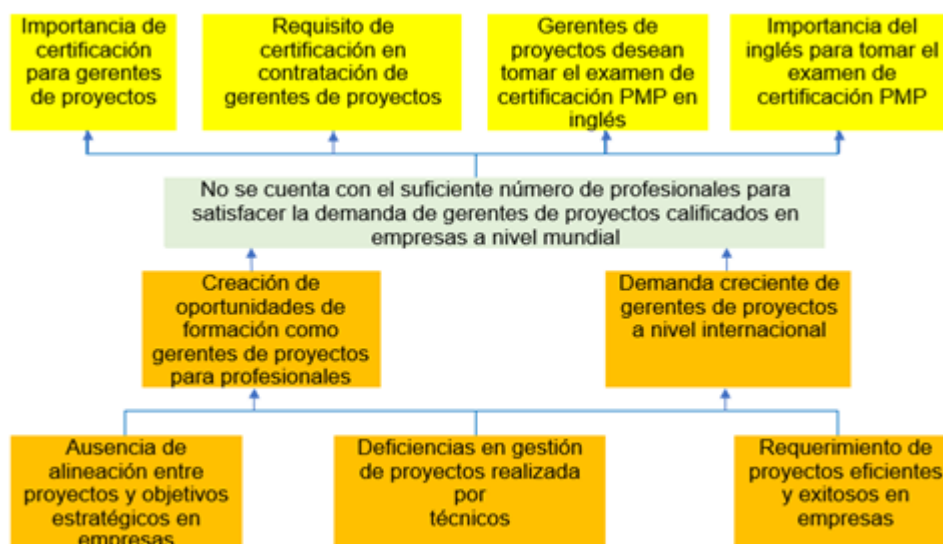 Importancia de
certificación
para gerentes
de proyectos
Requisito de
certificación en
contratación de
gerentes de proyectos
Gerentes de
proyectos desean
tomar el examen de
certificación PMP en
inglés
Importancia del
inglés para tomar el
examen de
certificación PMP
No se cuenta con el suficiente número de profesionales para
satisfacer la demanda de gerentes de proyectos calificados en
empresas a nivel mundial
Creación de
oportunidades de
formación como
gerentes de proyectos
para profesionales
Demanda creciente de
gerentes de proyectos
a nivel internacional
Ausencia de
alineación entre
proyectos y objetivos
estratégicos en
empresas
Deficiencias en gestión
de proyectos realizada
por
técnicos
Requerimiento de
proyectos eficientes
y exitosos en
empresas